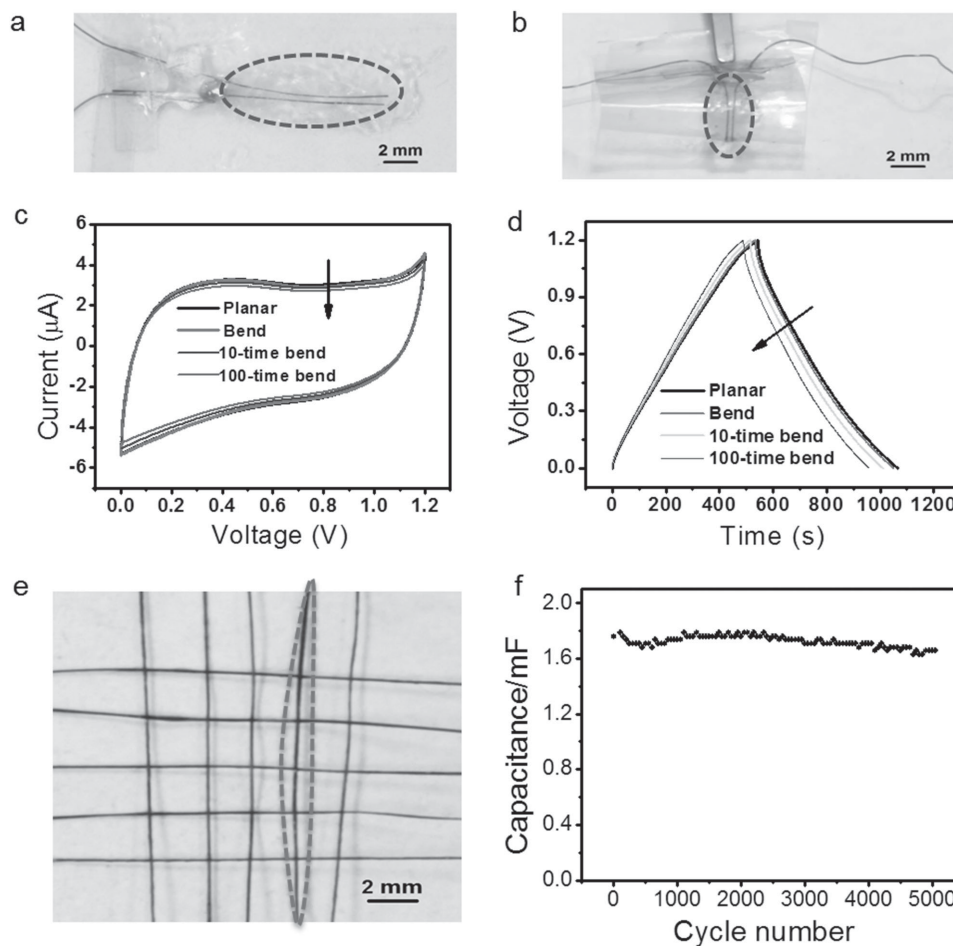 a
2 mm
b
2 mm
c
6
4
2
0
-2
-4
-6
Current (μA)
Planar
Bend
10-time bend
100-time bend
0.0 0.2 0.4 0.6 0.8 1.0 1.2
Voltage (V)
d
1.2
0.9
0.6
0.3
0.0
Voltage (V)
Planar
Bend
10-time bend
100-time bend
0 200 400 600 800 1000 1200
Time (s)
e
2 mm
f
2.0
1.6
1.2
0.8
0.4
0.0
Capacitance/mF
0 1000 2000 3000 4000 5000
Cycle number